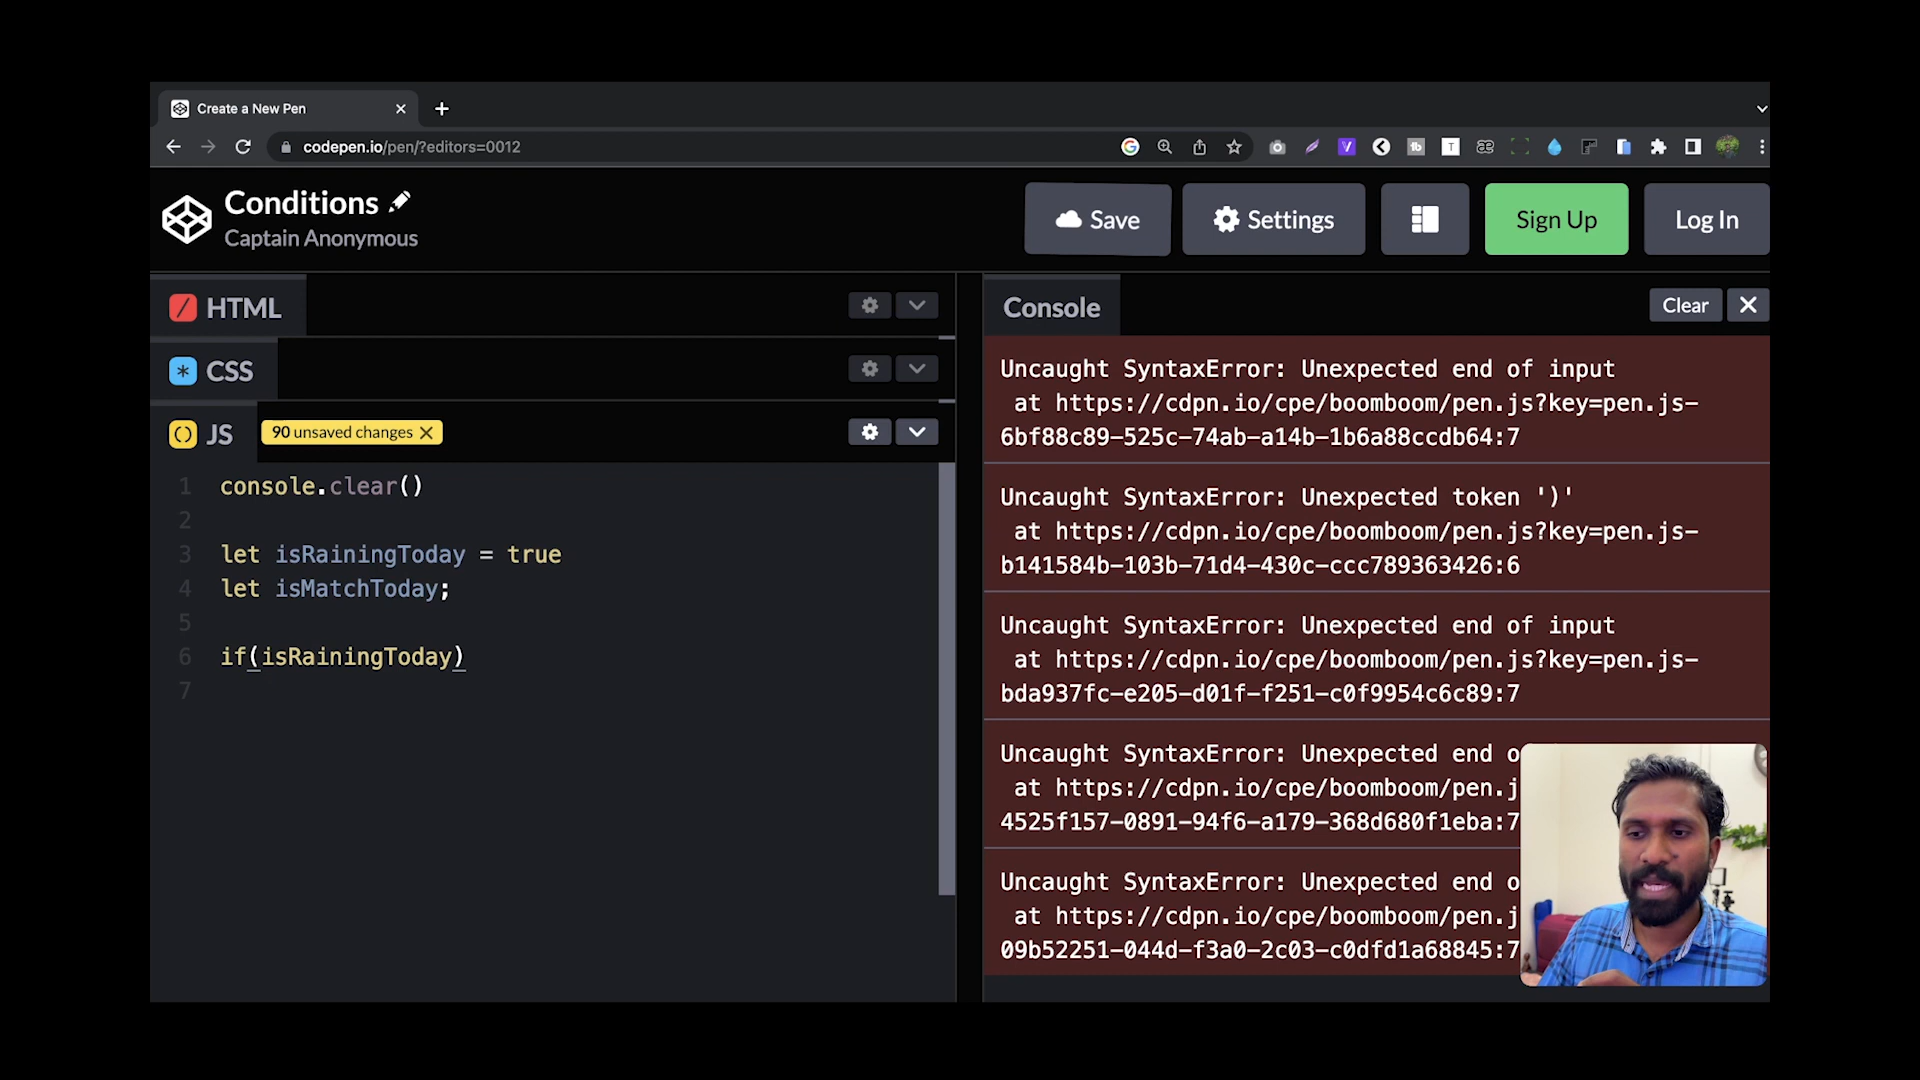 Create a New Pen
codepen.io/pen/?editors=0012
Conditions
Captain Anonymous
Save
Settings
Sign Up
Log In
HTML
CSS
JS
90 unsaved changes
1 console.clear()
2
3 let isRainingToday = true
4 let isMatchToday;
5
6 if(isRainingToday)
7
Console
Clear
Uncaught SyntaxError: Unexpected end of input
at https://cdpn.io/cpe/boomboom/pen.js?key=pen.js-
6bf88c89-525c-74ab-a14b-1b6a88ccdb64:7
Uncaught SyntaxError: Unexpected token ')'
at https://cdpn.io/cpe/boomboom/pen.js?key=pen.js-
b141584b-103b-71d4-430c-ccc789363426:6
Uncaught SyntaxError: Unexpected end of input
at https://cdpn.io/cpe/boomboom/pen.js?key=pen.js-
bda937fc-e205-d01f-f251-c0f9954c6c89:7
Uncaught SyntaxError: Unexpected end o
at https://cdpn.io/cpe/boomboom/pen.j
4525f157-0891-94f6-a179-368d680f1eba:7
Uncaught SyntaxError: Unexpected end o
at https://cdpn.io/cpe/boomboom/pen.j
09b52251-044d-f3a0-2c03-c0dfd1a68845:7